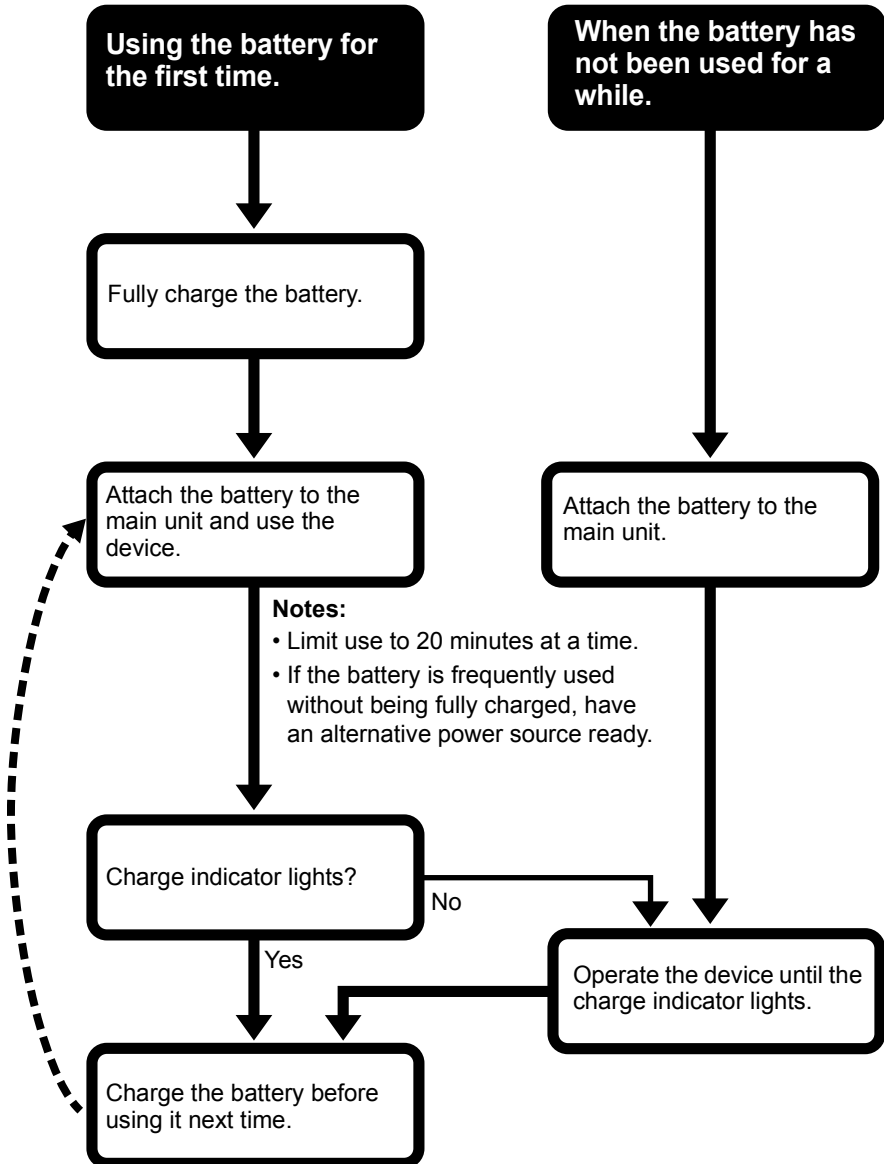 Using the battery for
the first time.
When the battery has
not been used for a
while.
Fully charge the battery.
Attach the battery to the
main unit and use the
device.
Attach the battery to the
main unit.
Notes:
• Limit use to 20 minutes at a time.
• If the battery is frequently used
without being fully charged, have
an alternative power source ready.
Charge indicator lights?
No
Yes
Operate the device until the
charge indicator lights.
Charge the battery before
using it next time.